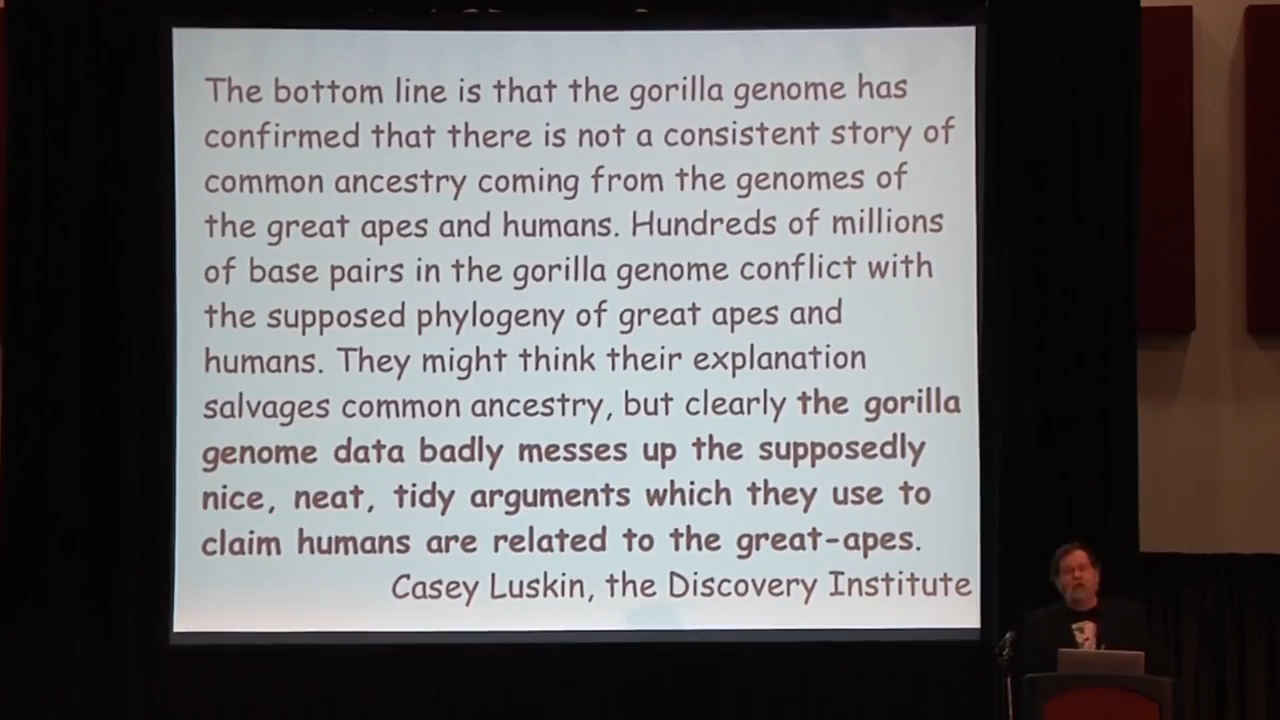 The bottom line is that the gorilla genome has
confirmed that there is not a consistent story of
common ancestry coming from the genomes of
the great apes and humans. Hundreds of millions
of base pairs in the gorilla genome conflict with
the supposed phylogeny of great apes and
humans. They might think their explanation
salvages common ancestry, but clearly the gorilla
genome data badly messes up the supposedly
nice, neat, tidy arguments which they use to
claim humans are related to the great-apes.
Casey Luskin, the Discovery Institute